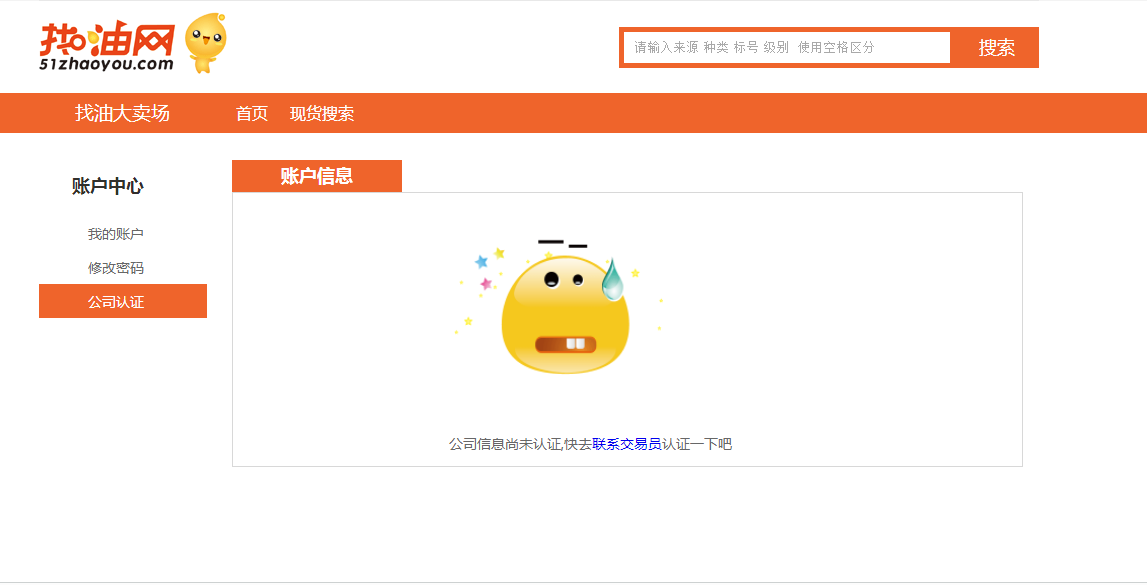 找油网
51zhaoyou.com
请输入来源 种类 标号 级别 使用空格区分
搜索
找油大卖场
首页
现货搜索
账户中心
我的账户
修改密码
公司认证
账户信息
公司信息尚未认证,快去联系交易员认证一下吧